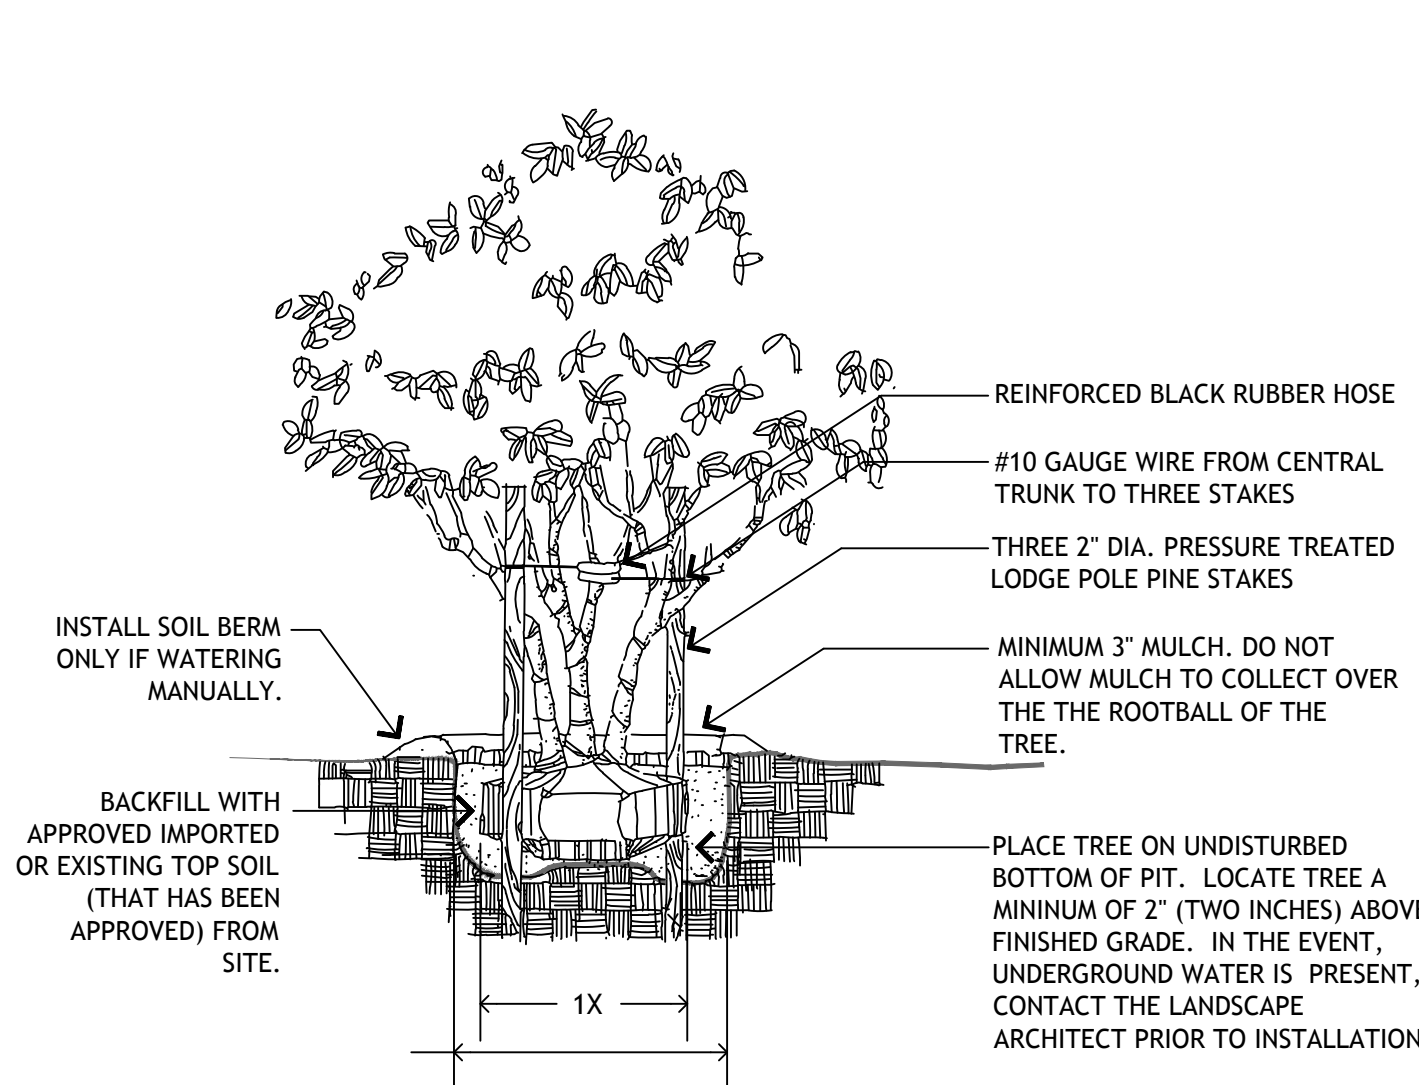 REINFORCED BLACK RUBBER HOSE
#10 GAUGE WIRE FROM CENTRAL
TRUNK TO THREE STAKES
THREE 2" DIA. PRESSURE TREATED
LODGE POLE PINE STAKES
INSTALL SOIL BERM
ONLY IF WATERING
MANUALLY.
MINIMUM 3" MULCH. DO NOT
ALLOW MULCH TO COLLECT OVER
THE THE ROOTBALL OF THE
TREE.
BACKFILL WITH
APPROVED IMPORTED
OR EXISTING TOP SOIL
(THAT HAS BEEN
APPROVED) FROM
SITE.
PLACE TREE ON UNDISTURBED
BOTTOM OF PIT. LOCATE TREE A
MININUM OF 2" (TWO INCHES) ABOVE
FINISHED GRADE. IN THE EVENT,
UNDERGROUND WATER IS PRESENT,
CONTACT THE LANDSCAPE
ARCHITECT PRIOR TO INSTALLATION
1X